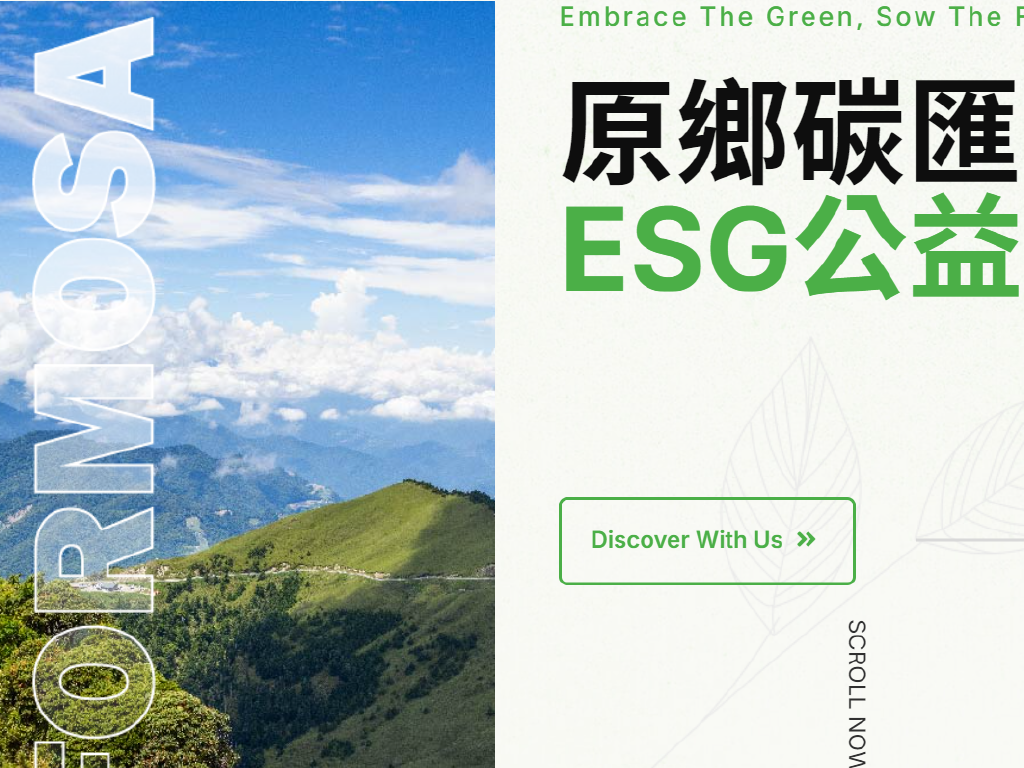 FORMOSA
Embrace The Green, Sow The
原鄉碳匯
ESG公益
Discover With Us
SCROLL NOW